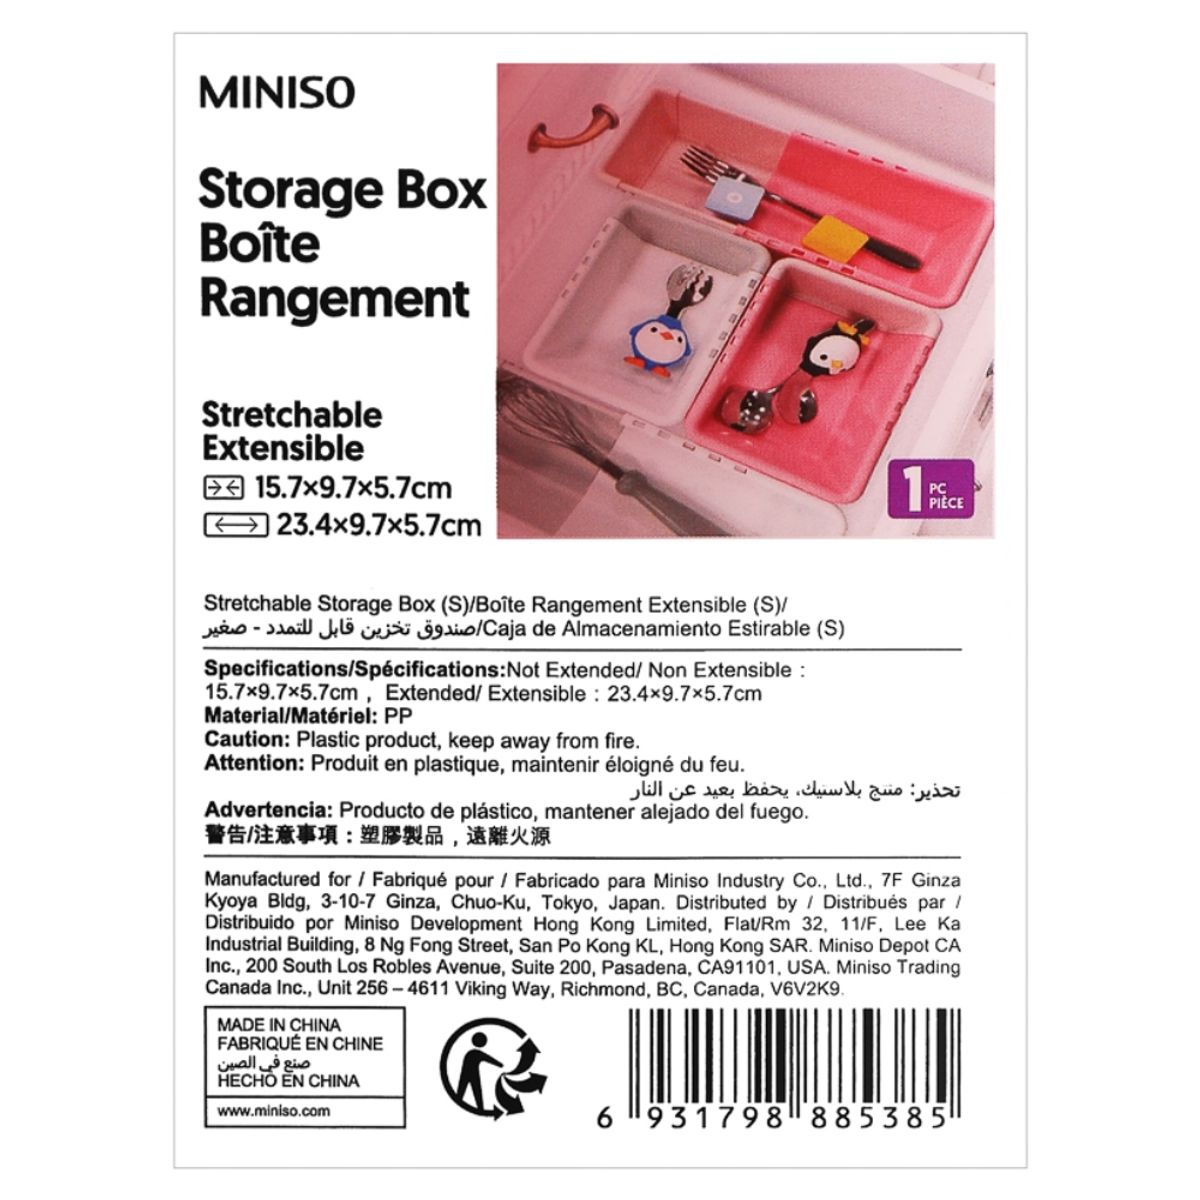 MINISO
Storage Box
Boîte
Rangement
Stretchable
Extensible
15.7×9.7×5.7cm
23.4×9.7×5.7cm
1 PC
PIÈCE
Stretchable Storage Box (S)/Boîte Rangement Extensible (S)/
صندوق تخزين قابل للتمدد - صغير/Caja de Almacenamiento Estirable (S)
Specifications/Spécifications:Not Extended/ Non Extensible :
15.7×9.7×5.7cm , Extended/ Extensible : 23.4×9.7×5.7cm
Material/Matériel: PP
Caution: Plastic product, keep away from fire.
Attention: Produit en plastique, maintenir éloigné du feu.
تحذير: منتج بلاستيك، يحفظ بعيد عن النار
Advertencia: Producto de plástico, mantener alejado del fuego.
警告/注意事項：塑膠製品，遠離火源
Manufactured for / Fabriqué pour / Fabricado para Miniso Industry Co., Ltd., 7F Ginza
Kyoya Bldg, 3-10-7 Ginza, Chuo-Ku, Tokyo, Japan. Distributed by / Distribués par /
Distribuido por Miniso Development Hong Kong Limited, Flat/Rm 32, 11/F, Lee Ka
Industrial Building, 8 Ng Fong Street, San Po Kong KL, Hong Kong SAR. Miniso Depot CA
Inc., 200 South Los Robles Avenue, Suite 200, Pasadena, CA91101, USA. Miniso Trading
Canada Inc., Unit 256 – 4611 Viking Way, Richmond, BC, Canada, V6V2K9.
MADE IN CHINA
FABRIQUÉ EN CHINE
صنع في الصين
HECHO EN CHINA
www.miniso.com
6 931798 885385